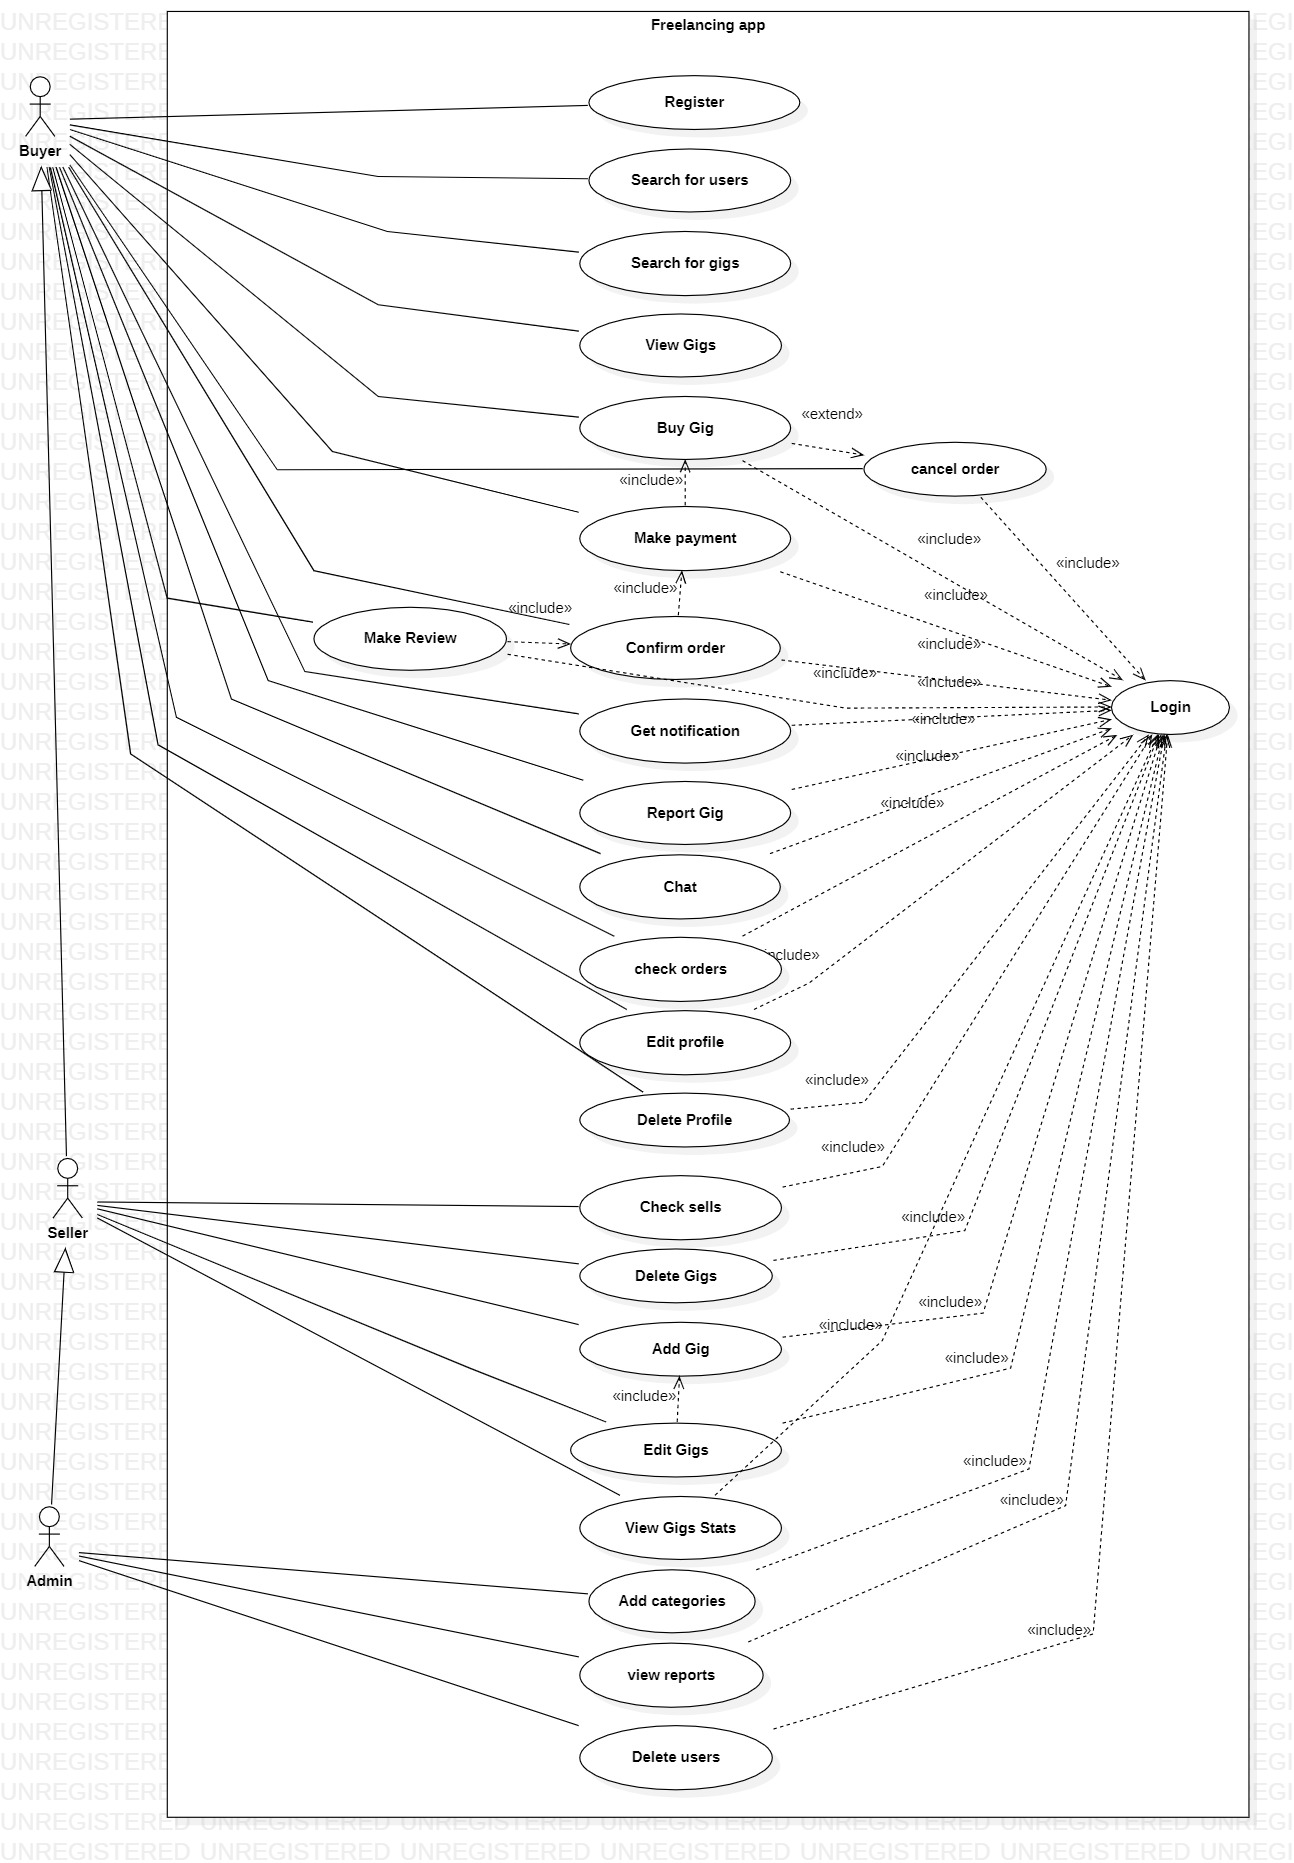 Freelancing app
Register
Buyer
Search for users
Search for gigs
View Gigs
Buy Gig
«extend»
cancel order
«include»
Make payment
«include»
«include»
«include»
«include»
«include»
Make Review
Confirm order
«include»
«include»
«include»
Login
«include»
Get notification
«include»
Report Gig
«include»
Chat
include»
check orders
Edit profile
«include»
Delete Profile
«include»
Check sells
«include»
Seller
Delete Gigs
«include»
«include»
Add Gig
«include»
«include»
Edit Gigs
«include»
«include»
View Gigs Stats
Admin
Add categories
«include»
view reports
Delete users
UNREGISTERED UNREGISTERED UNREGISTERED UNREGISTERED UNREGISTERED UNREGISTERED UNREGI